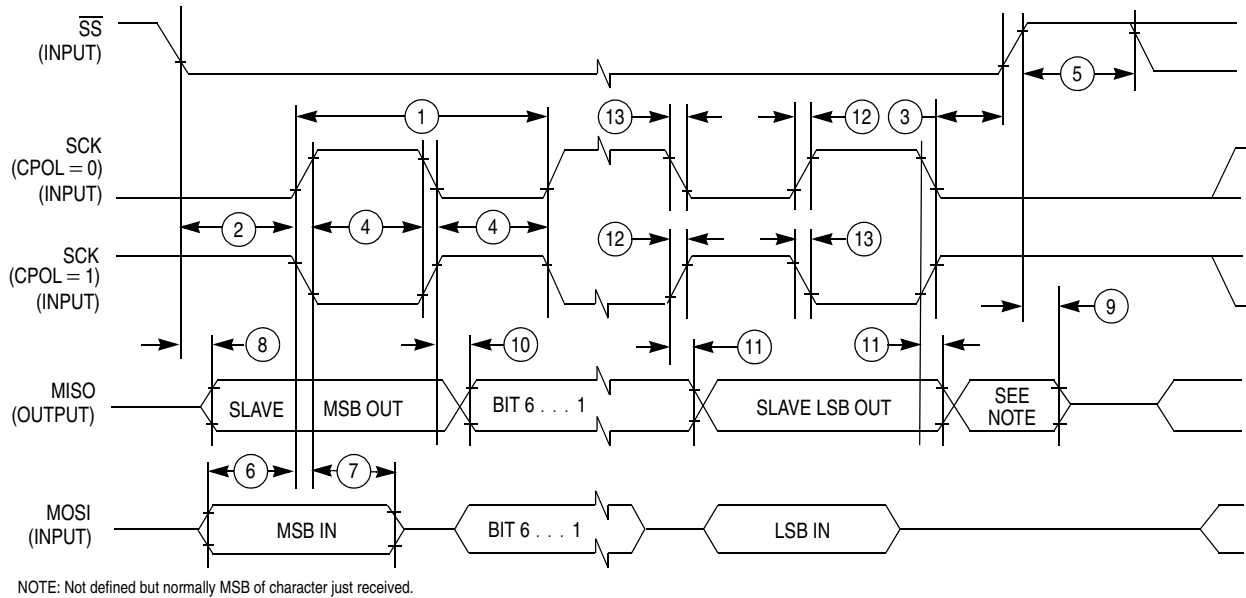 SS
(INPUT)
5
1
13
12
3
SCK
(CPOL = 0)
(INPUT)
2
4
4
12
13
SCK
(CPOL = 1)
(INPUT)
9
8
10
11
11
MISO
(OUTPUT)
SLAVE
MSB OUT
BIT 6 . . . 1
SLAVE LSB OUT
SEE
NOTE
6
7
MOSI
(INPUT)
MSB IN
BIT 6 . . . 1
LSB IN
NOTE: Not defined but normally MSB of character just received.